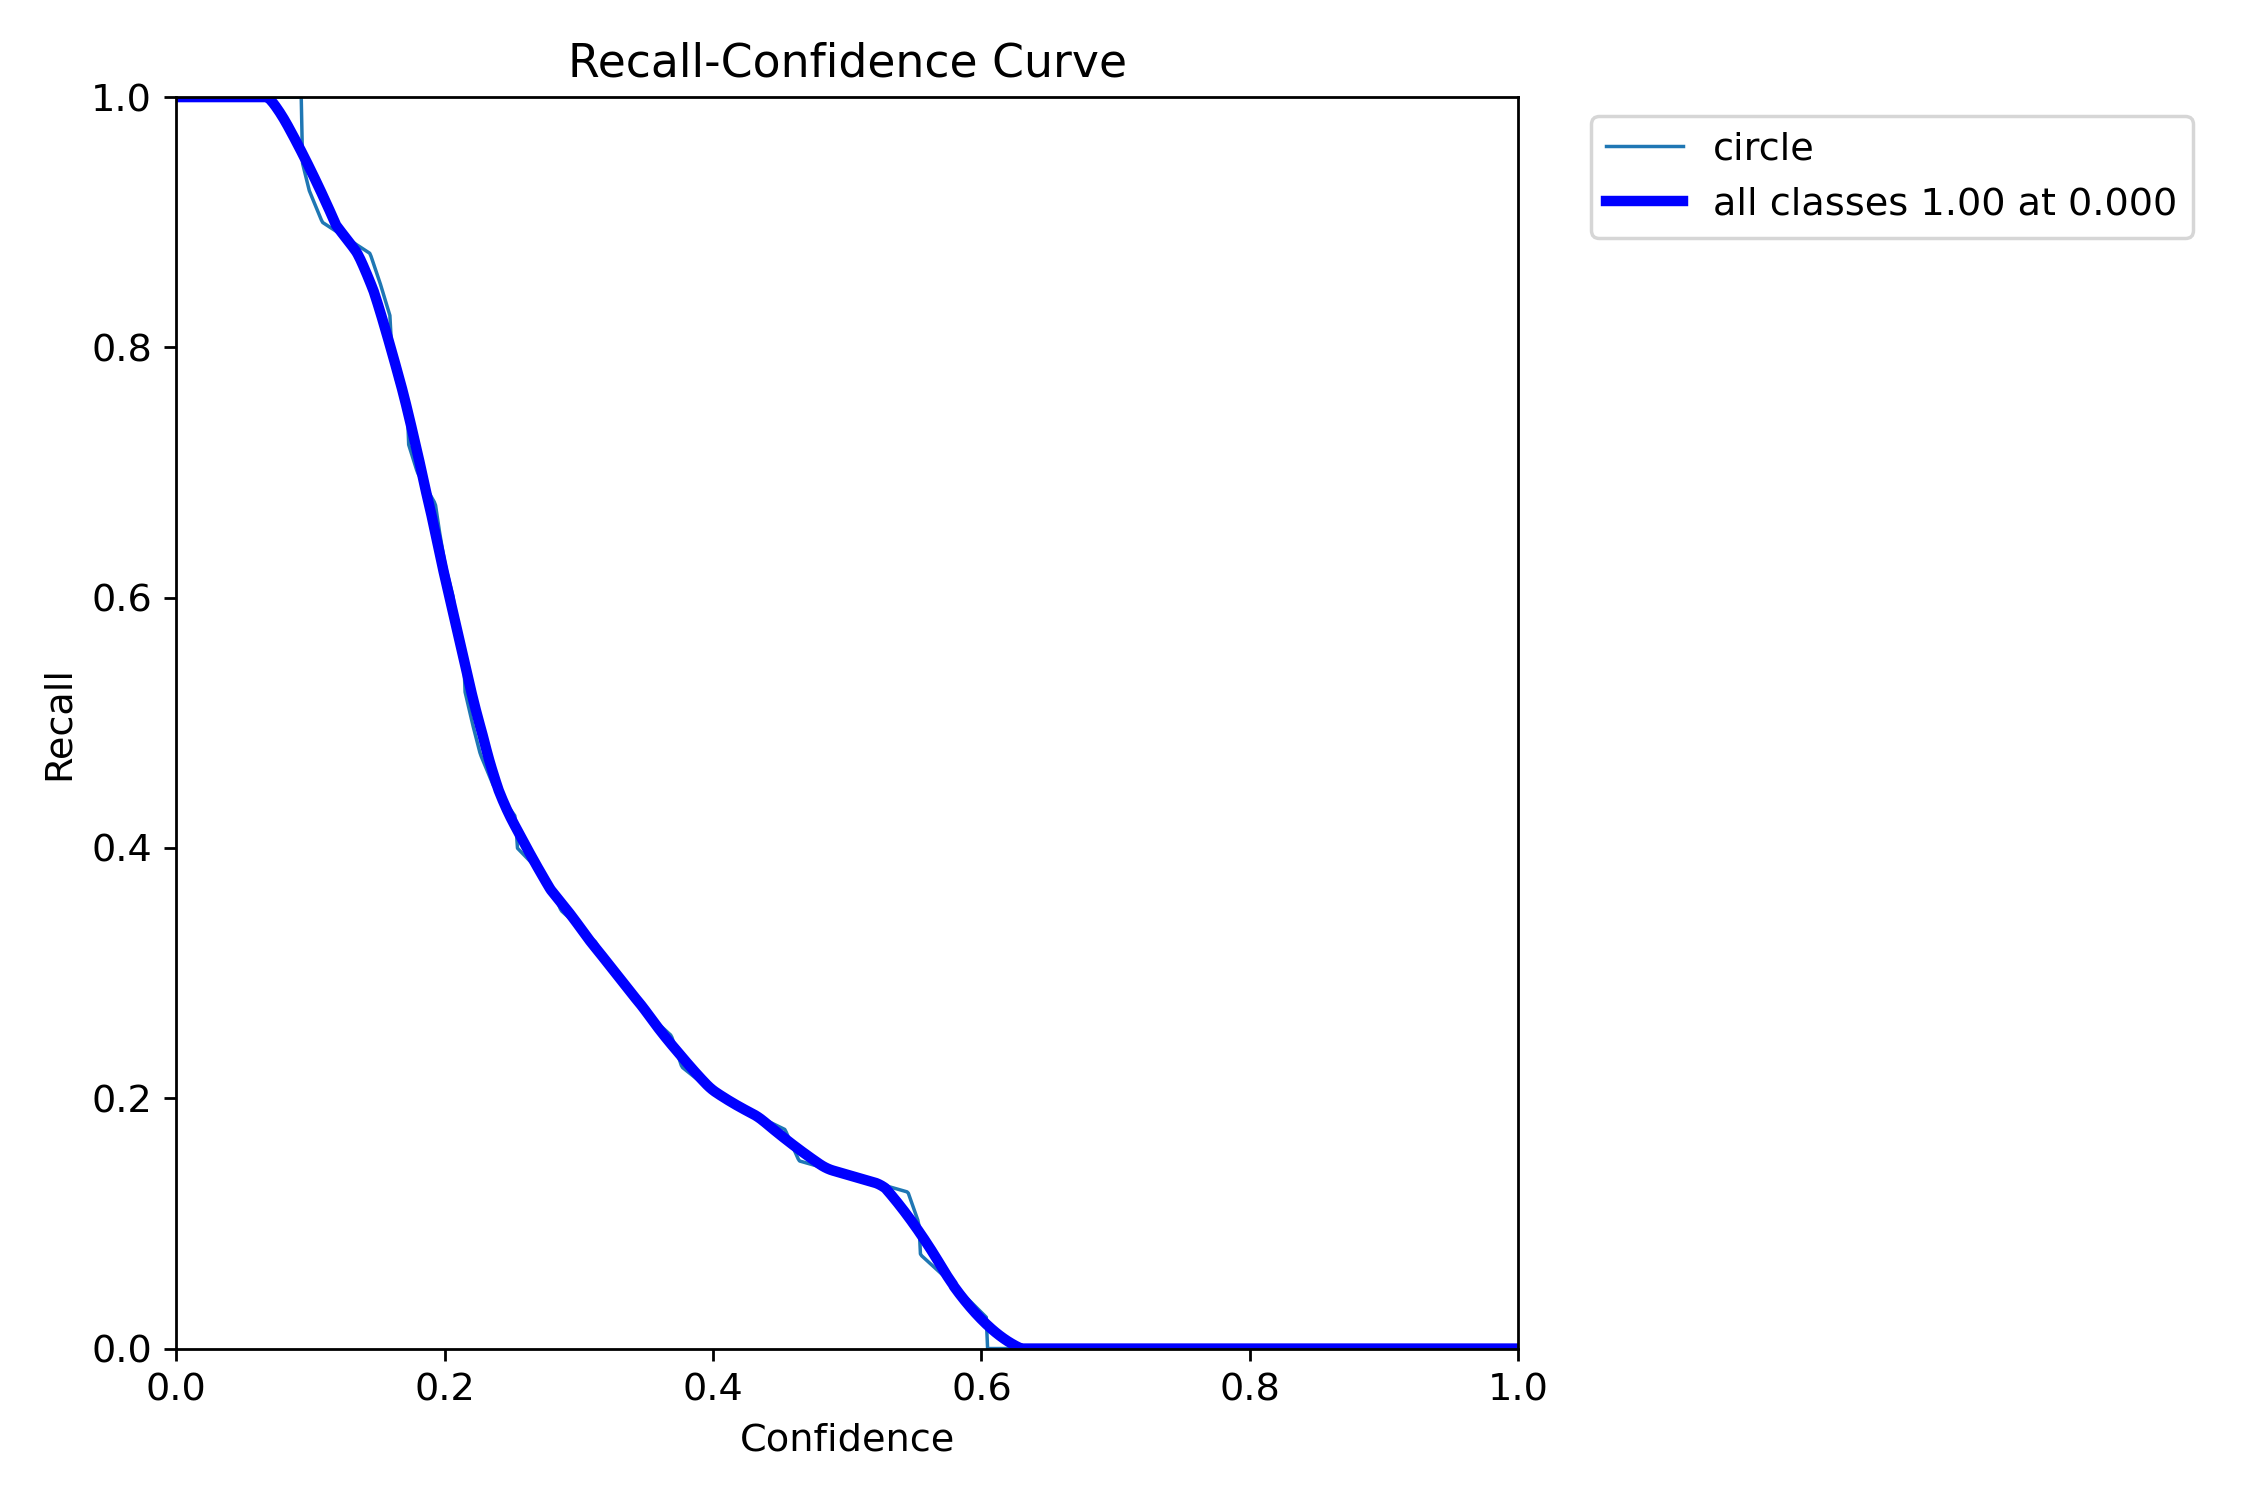 Recall-Confidence Curve
1.0
0.8
0.6
0.4
0.2
0.0
Recall
0.0 0.2 0.4 0.6 0.8 1.0
Confidence
circle
all classes 1.00 at 0.000